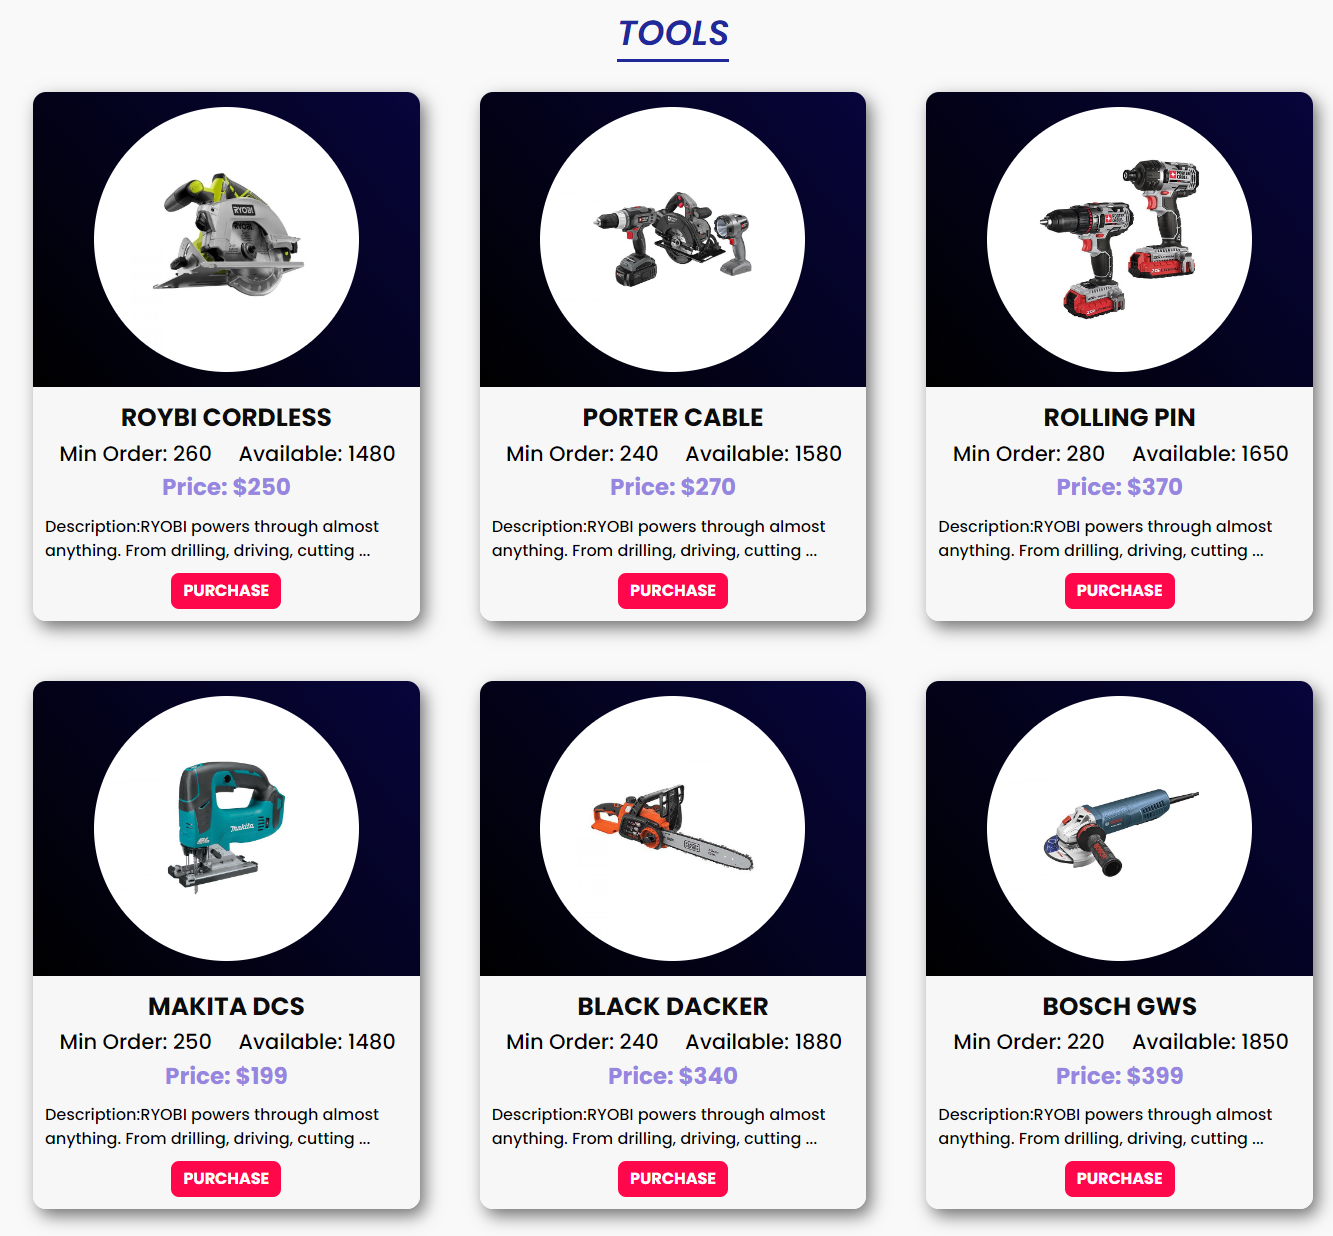 TOOLS
RYOBI
RYOBI
ROYBI CORDLESS
Min Order: 260 Available: 1480
Price: $250
Description:RYOBI powers through almost
anything. From drilling, driving, cutting ...
PURCHASE
PORTER CABLE
Min Order: 240 Available: 1580
Price: $270
Description:RYOBI powers through almost
anything. From drilling, driving, cutting ...
PURCHASE
ROLLING PIN
Min Order: 280 Available: 1650
Price: $370
Description:RYOBI powers through almost
anything. From drilling, driving, cutting ...
PURCHASE
makita
MAKITA DCS
Min Order: 250 Available: 1480
Price: $199
Description:RYOBI powers through almost
anything. From drilling, driving, cutting ...
PURCHASE
BLACK DACKER
Min Order: 240 Available: 1880
Price: $340
Description:RYOBI powers through almost
anything. From drilling, driving, cutting ...
PURCHASE
BOSCH GWS
Min Order: 220 Available: 1850
Price: $399
Description:RYOBI powers through almost
anything. From drilling, driving, cutting ...
PURCHASE